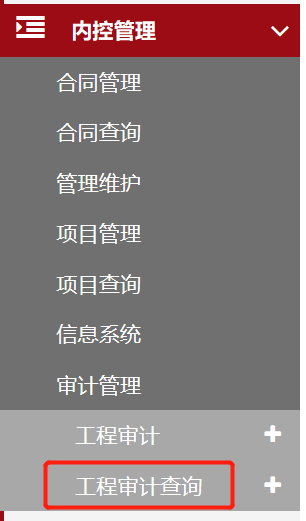 内控管理
合同管理
合同查询
管理维护
项目管理
项目查询
信息系统
审计管理
工程审计
工程审计查询